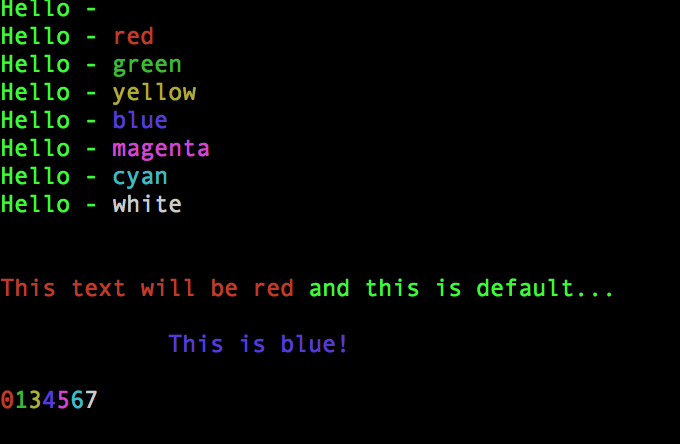 Hello -
Hello - red
Hello - green
Hello - yellow
Hello - blue
Hello - magenta
Hello - cyan
Hello - white
This text will be red and this is default...
This is blue!
0134567